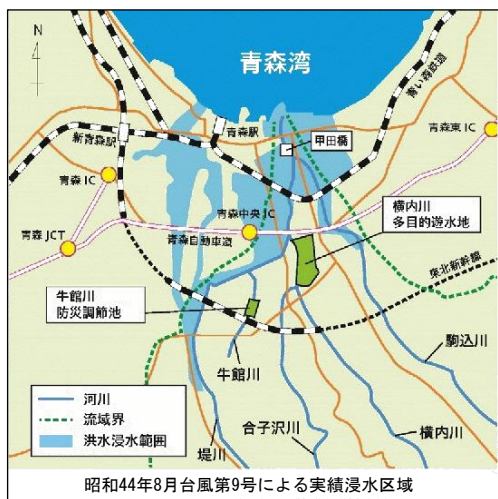 N
青森湾
青い森鉄道
青森駅
新青森駅
甲田橋
青森東IC
青森IC
青森中央IC
横内川
多目的遊水地
青森JCT
青森自動車道
東北新幹線
牛館川
防災調節池
駒込川
牛館川
河川
流域界
洪水浸水範囲
合子沢川
横内川
堤川
昭和44年8月台風第9号による実績浸水区域